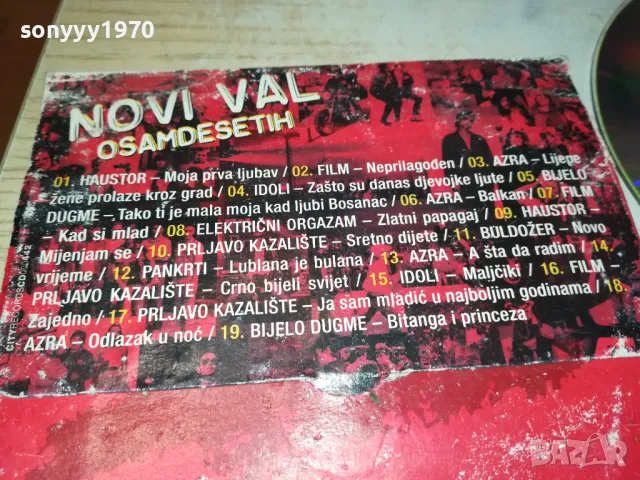 sonyyy1970
NOVI VAL
OSAMDESETIH
01. HAUSTOR – Moja prva ljubav / 02. FILM – Neprilagođen / 03. AZRA – Lijepe
žene prolaze kroz grad / 04. IDOLI – Zašto su danas djevojke ljute / 05. BIJELO
DUGME – Tako ti je mala moja kad ljubi Bosanac / 06. AZRA – Balkan / 07. FILM
– Kad si mlad / 08. ELEKTRIČNI ORGAZAM – Zlatni papagaj / 09. HAUSTOR –
Mijenjam se / 10. PRLJAVO KAZALIŠTE – Sretno dijete / 11. BULDOŽER – Novo
vrijeme / 12. PANKRTI – Lublana je bulana / 13. AZRA – A šta da radim / 14.
PRLJAVO KAZALIŠTE – Crno bijeli svijet / 15. IDOLI – Maljčiki / 16. FILM –
Zajedno / 17. PRLJAVO KAZALIŠTE – Ja sam mladić u najboljim godinama / 18.
AZRA – Odlazak u noć / 19. BIJELO DUGME – Bitanga i princeza
CITY RECORDS CD
442
BAZAR